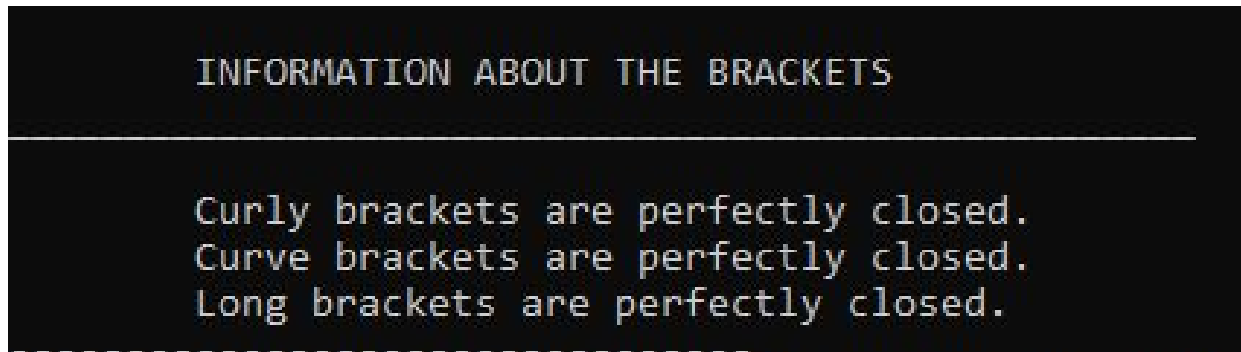 INFORMATION ABOUT THE BRACKETS
Curly brackets are perfectly closed.
Curve brackets are perfectly closed.
Long brackets are perfectly closed.